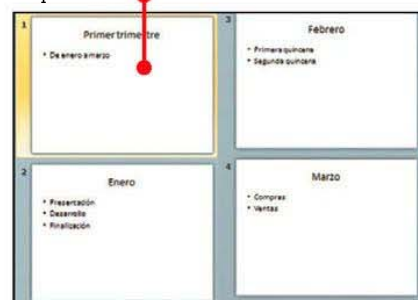 1
Primer trimestre
• De enero a marzo
2
Enero
• Presentación
• Desarrollo
• Finalización
3
Febrero
• Primera quincena
• Segunda quincena
4
Marzo
• Compras
• Ventas